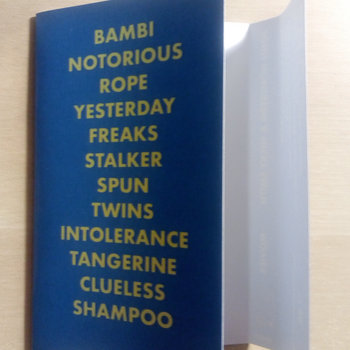 BAMBI
NOTORIOUS
ROPE
YESTERDAY
FREAKS
STALKER
SPUN
TWINS
INTOLERANCE
TANGERINE
CLUELESS
SHAMPOO